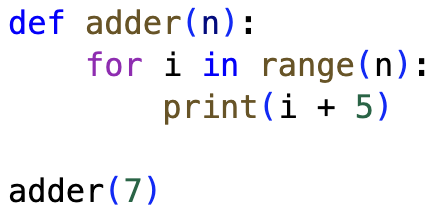 def adder(n):
    for i in range(n):
        print(i + 5)

adder(7)